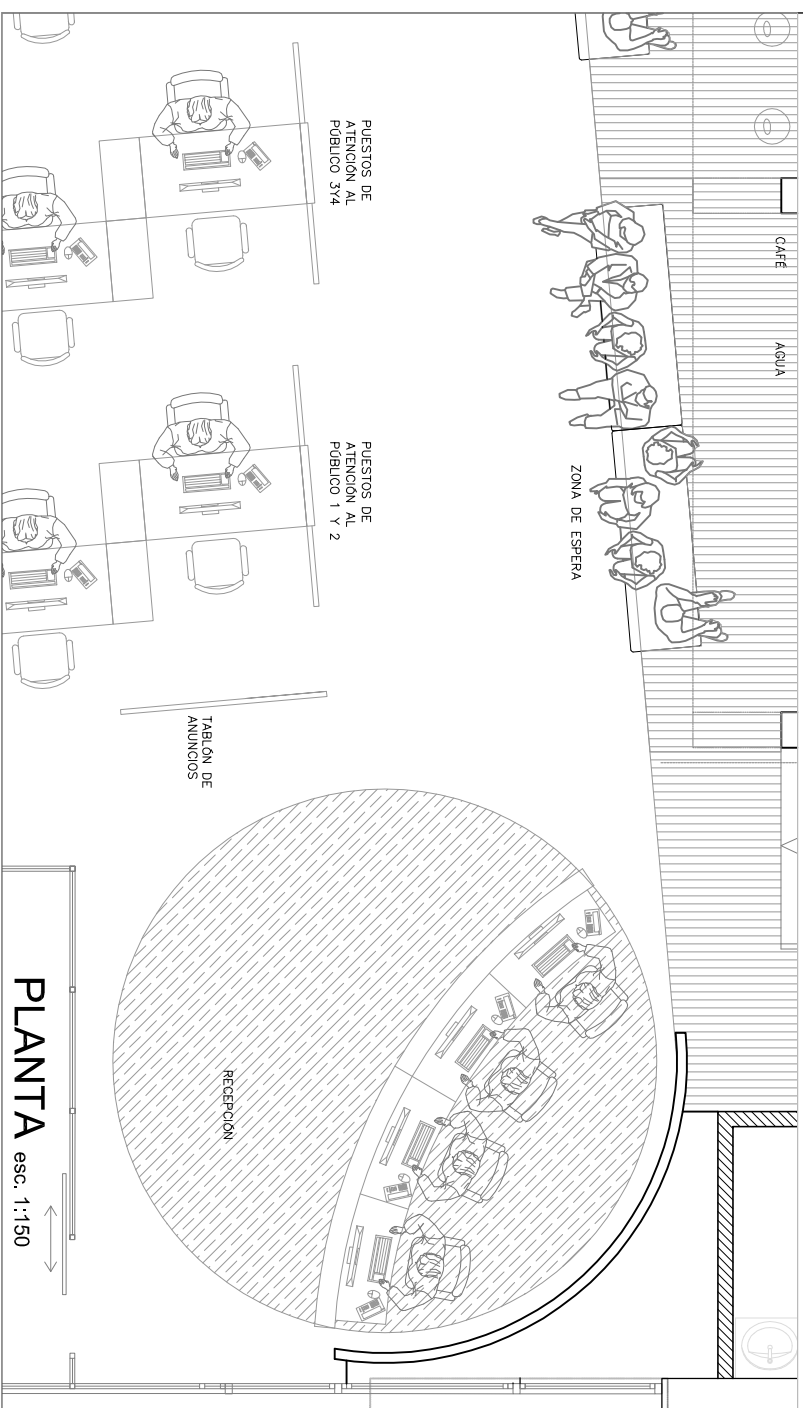 CAFÉ
AGUA
ZONA DE ESPERA
PUESTOS DE
ATENCIÓN AL
PÚBLICO 3Y4
PUESTOS DE
ATENCIÓN AL
PÚBLICO 1 Y 2
TABLÓN DE
ANUNCIOS
RECEPCIÓN
PLANTA esc. 1:150